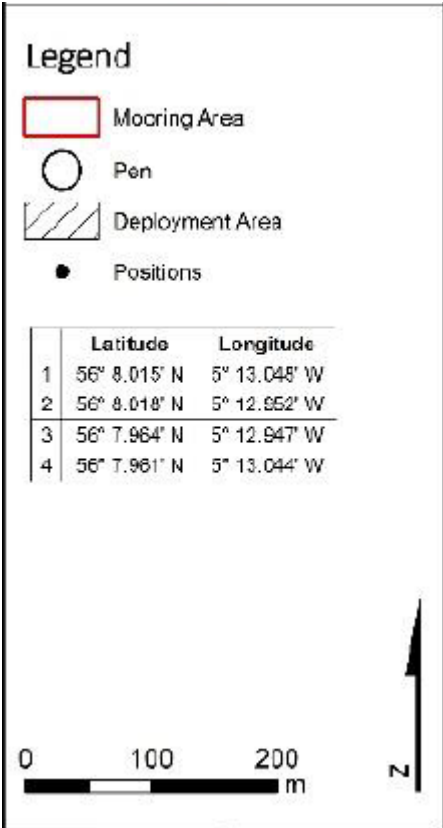 Legend
Mooring Area
Pen
Deployment Area
Positions
Latitude Longitude
1 56° 8.015' N 5° 13.048' W
2 56° 8.018' N 5° 12.952' W
3 56° 7.964' N 5° 12.947' W
4 56° 7.961' N 5° 13.044' W
0 100 200
m
N